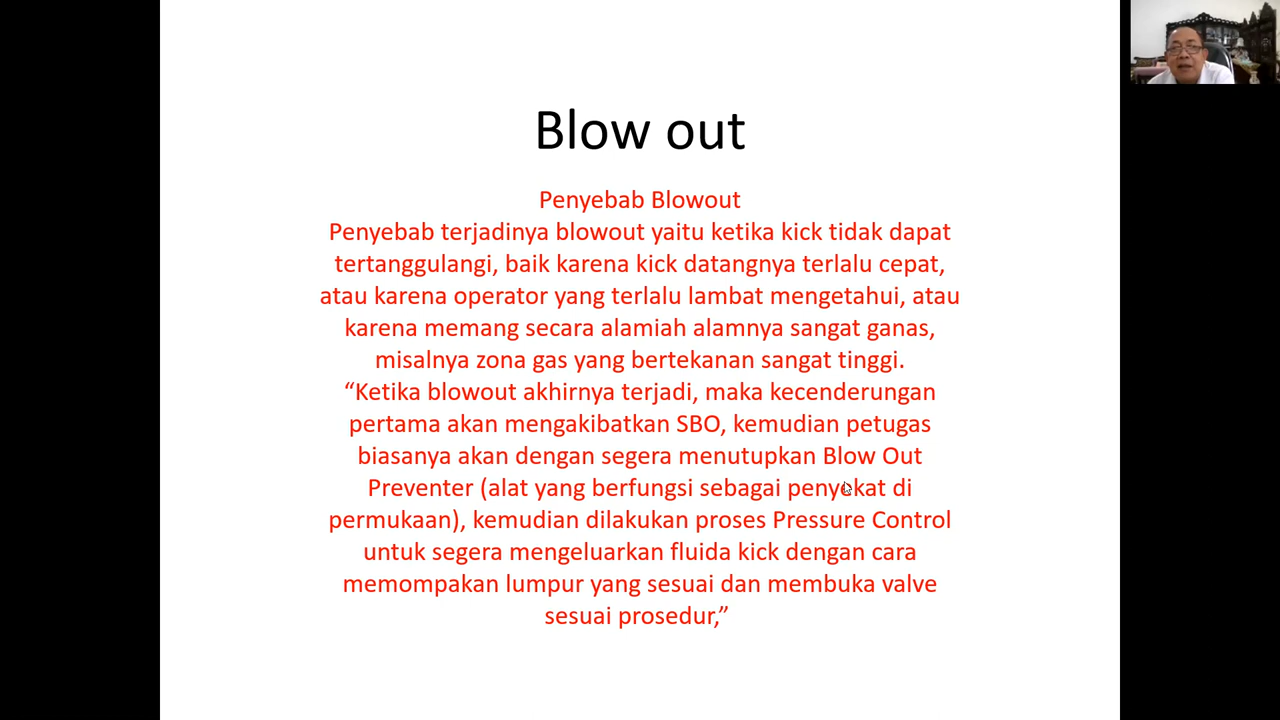 Blow out
Penyebab Blowout
Penyebab terjadinya blowout yaitu ketika kick tidak dapat
tertanggulangi, baik karena kick datangnya terlalu cepat,
atau karena operator yang terlalu lambat mengetahui, atau
karena memang secara alamiah alamnya sangat ganas,
misalnya zona gas yang bertekanan sangat tinggi.
“Ketika blowout akhirnya terjadi, maka kecenderungan
pertama akan mengakibatkan SBO, kemudian petugas
biasanya akan dengan segera menutupkan Blow Out
Preventer (alat yang berfungsi sebagai penyekat di
permukaan), kemudian dilakukan proses Pressure Control
untuk segera mengeluarkan fluida kick dengan cara
memompakan lumpur yang sesuai dan membuka valve
sesuai prosedur,”